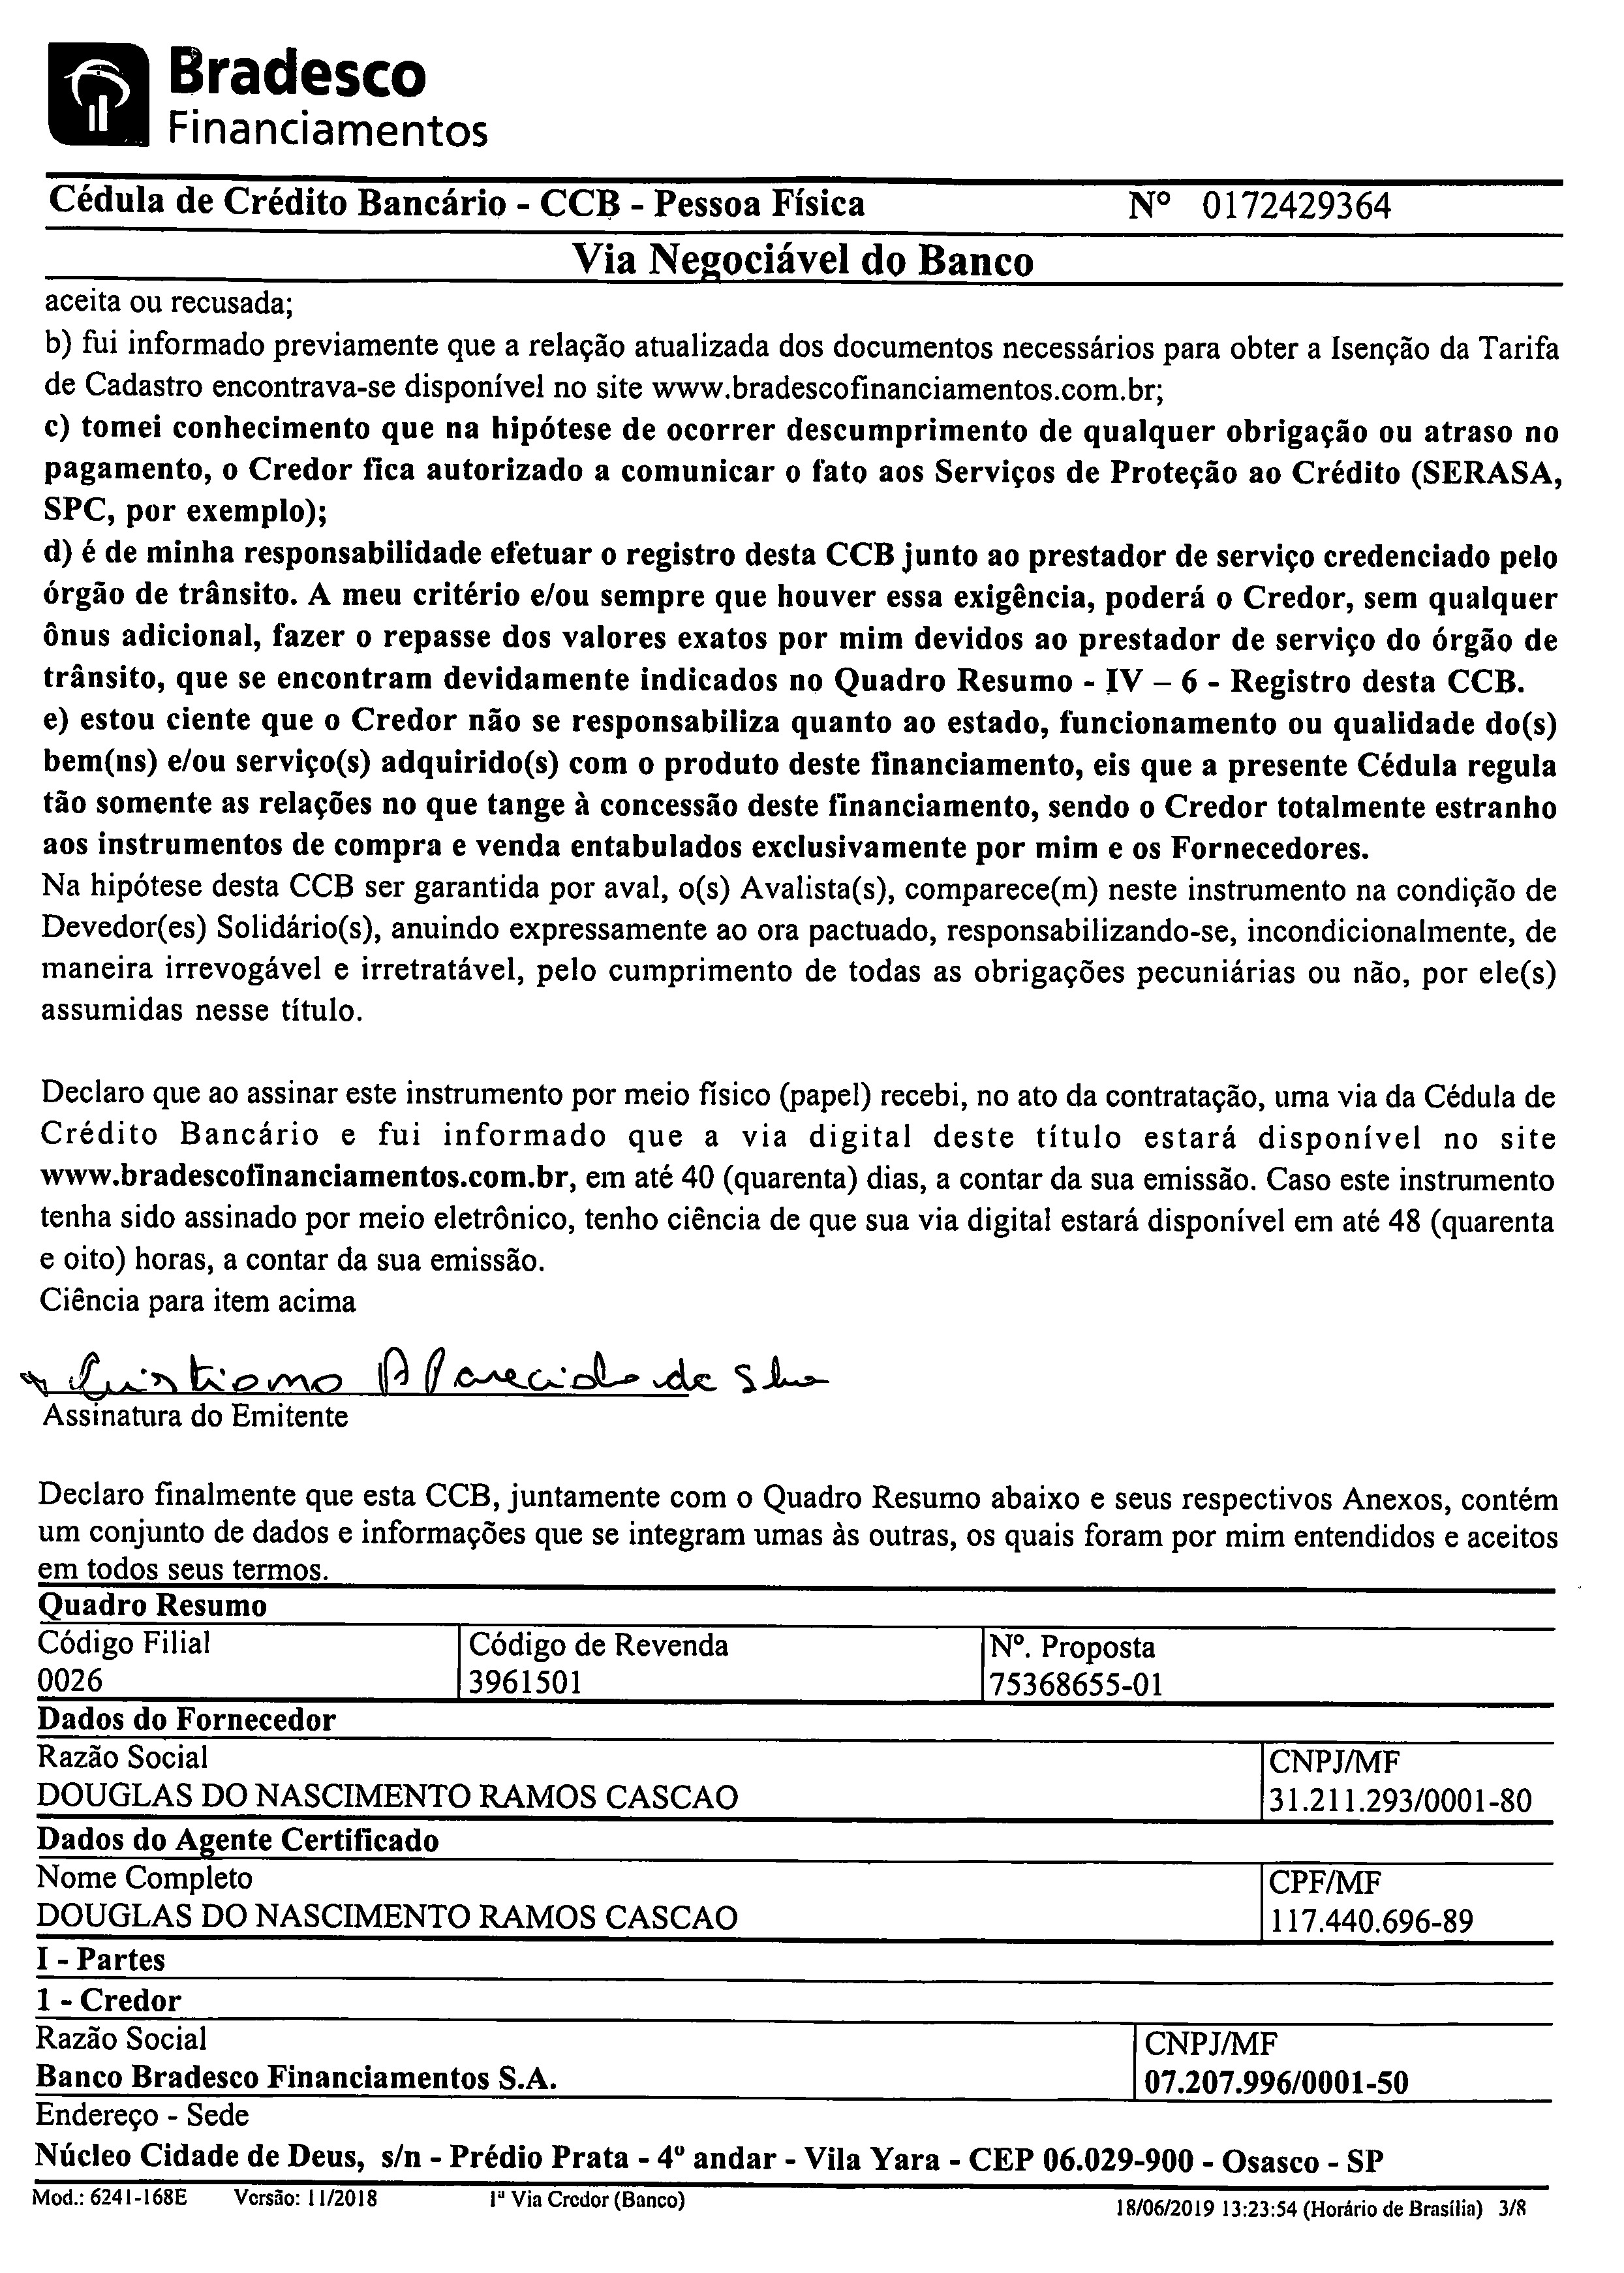 Bradesco
Financiamentos
Cédula de Crédito Bancário - CCB - Pessoa Física Nº 0172429364
Via Negociável do Banco
aceita ou recusada;
b) fui informado previamente que a relação atualizada dos documentos necessários para obter a Isenção da Tarifa
de Cadastro encontrava-se disponível no site www.bradescofinanciamentos.com.br;
c) tomei conhecimento que na hipótese de ocorrer descumprimento de qualquer obrigação ou atraso no
pagamento, o Credor fica autorizado a comunicar o fato aos Serviços de Proteção ao Crédito (SERASA,
SPC, por exemplo);
d) é de minha responsabilidade efetuar o registro desta CCB junto ao prestador de serviço credenciado pelo
órgão de trânsito. A meu critério e/ou sempre que houver essa exigência, poderá o Credor, sem qualquer
ônus adicional, fazer o repasse dos valores exatos por mim devidos ao prestador de serviço do órgão de
trânsito, que se encontram devidamente indicados no Quadro Resumo - IV – 6 - Registro desta CCB.
e) estou ciente que o Credor não se responsabiliza quanto ao estado, funcionamento ou qualidade do(s)
bem(ns) e/ou serviço(s) adquirido(s) com o produto deste financiamento, eis que a presente Cédula regula
tão somente as relações no que tange à concessão deste financiamento, sendo o Credor totalmente estranho
aos instrumentos de compra e venda entabulados exclusivamente por mim e os Fornecedores.
Na hipótese desta CCB ser garantida por aval, o(s) Avalista(s), comparece(m) neste instrumento na condição de
Devedor(es) Solidário(s), anuindo expressamente ao ora pactuado, responsabilizando-se, incondicionalmente, de
maneira irrevogável e irretratável, pelo cumprimento de todas as obrigações pecuniárias ou não, por ele(s)
assumidas nesse título.
Declaro que ao assinar este instrumento por meio físico (papel) recebi, no ato da contratação, uma via da Cédula de
Crédito Bancário e fui informado que a via digital deste título estará disponível no site
www.bradescofinanciamentos.com.br, em até 40 (quarenta) dias, a contar da sua emissão. Caso este instrumento
tenha sido assinado por meio eletrônico, tenho ciência de que sua via digital estará disponível em até 48 (quarenta
e oito) horas, a contar da sua emissão.
Ciência para item acima
Cristiano Aparecido de Silva
Assinatura do Emitente
Declaro finalmente que esta CCB, juntamente com o Quadro Resumo abaixo e seus respectivos Anexos, contém
um conjunto de dados e informações que se integram umas às outras, os quais foram por mim entendidos e aceitos
em todos seus termos.
Quadro Resumo
Código Filial Código de Revenda Nº. Proposta
0026 3961501 75368655-01
Dados do Fornecedor
Razão Social CNPJ/MF
DOUGLAS DO NASCIMENTO RAMOS CASCAO 31.211.293/0001-80
Dados do Agente Certificado
Nome Completo CPF/MF
DOUGLAS DO NASCIMENTO RAMOS CASCAO 117.440.696-89
I - Partes
1 - Credor
Razão Social CNPJ/MF
Banco Bradesco Financiamentos S.A. 07.207.996/0001-50
Endereço - Sede
Núcleo Cidade de Deus, s/n - Prédio Prata - 4º andar - Vila Yara - CEP 06.029-900 - Osasco - SP
Mod.: 6241-168E Versão: 11/2018 1ª Via Credor (Banco) 18/06/2019 13:23:54 (Horário de Brasília) 3/8